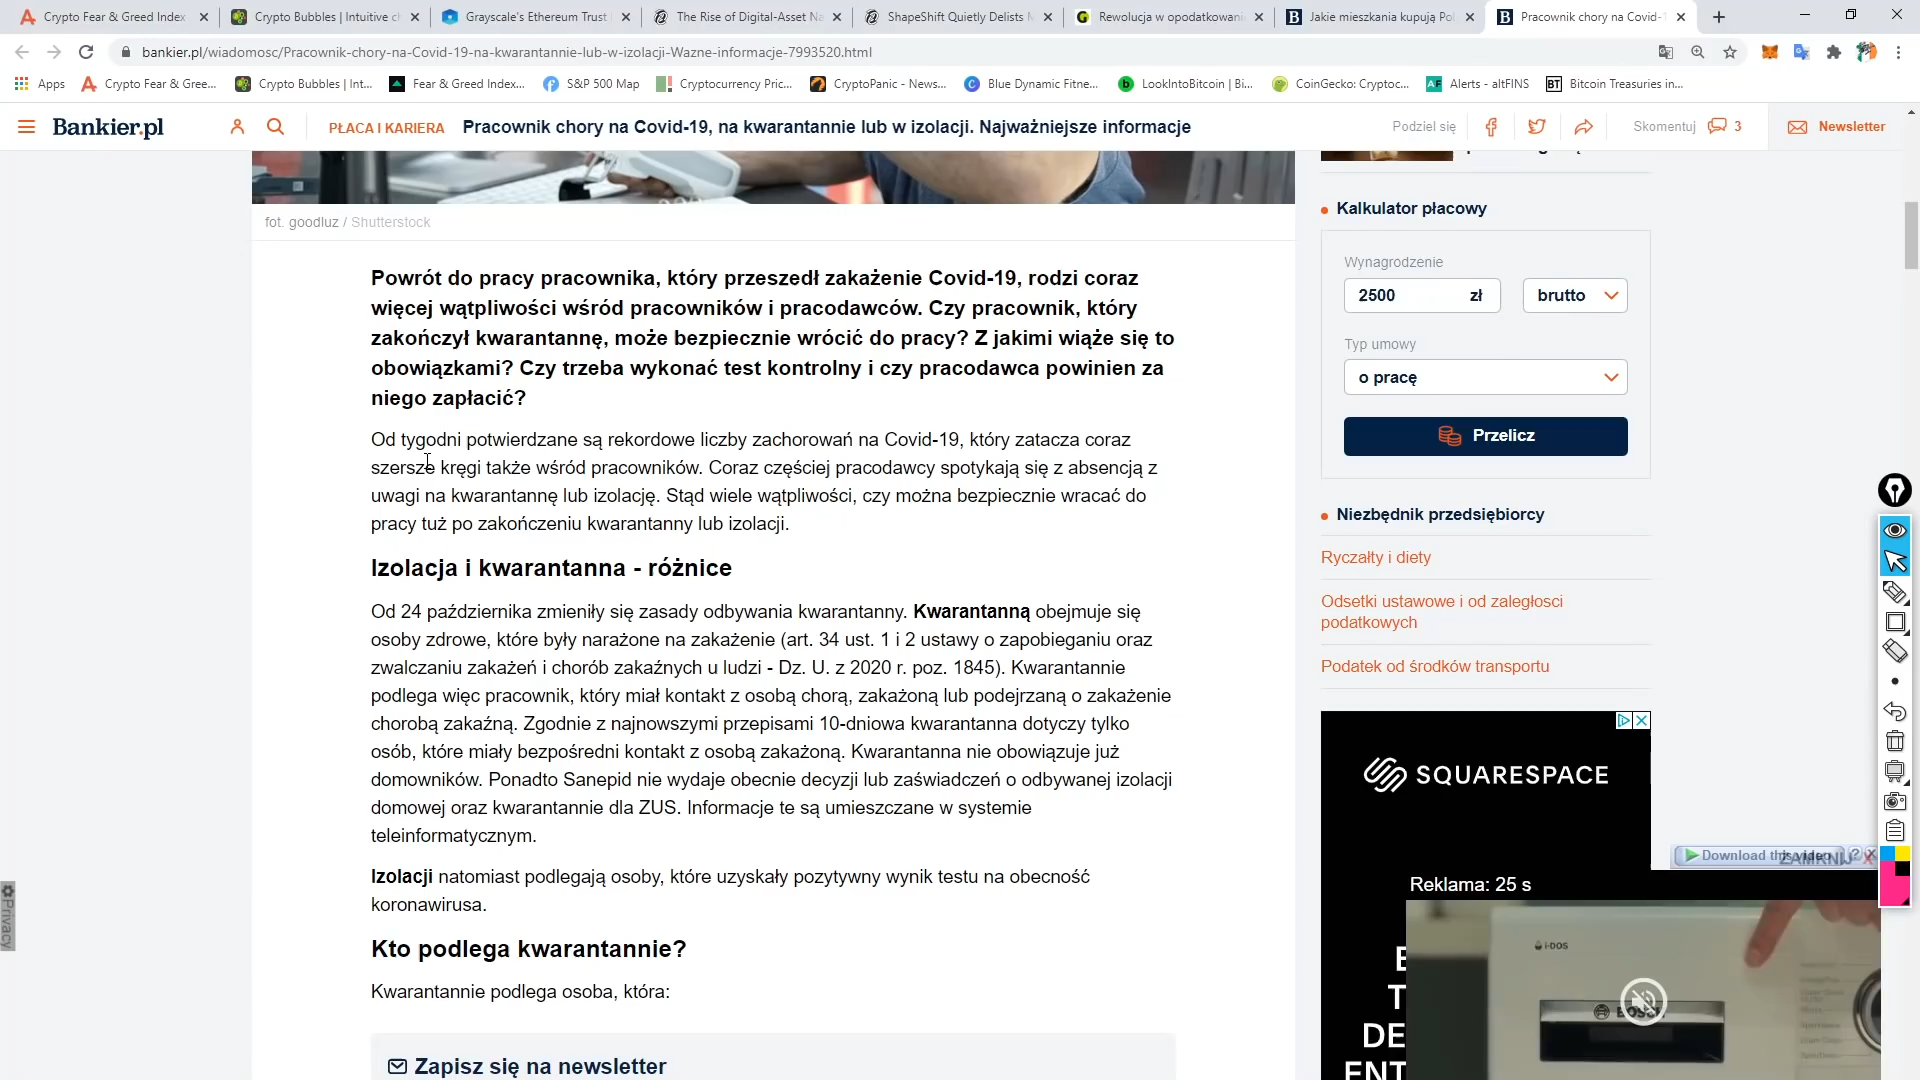 Crypto Fear & Greed Index
Crypto Bubbles | Intuitive c
Grayscale's Ethereum Trust
The Rise of Digital-Asset Na
ShapeShift Quietly Delists
Rewolucja w opodatkowani
Jakie mieszkania kupują Po
Pracownik chory na Covid-1
bankier.pl/wiadomosc/Pracownik-chory-na-Covid-19-na-kwarantannie-lub-w-izolacji-Wazne-informacje-7993520.html
Apps
Crypto Fear & Gree...
Crypto Bubbles | Int...
Fear & Greed Index...
S&P 500 Map
Cryptocurrency Pric...
CryptoPanic - News...
Blue Dynamic Fitne...
LookIntoBitcoin | Bi...
CoinGecko: Cryptoc...
Alerts - altFINS
Bitcoin Treasuries in...
Bankier.pl
PŁACA I KARIERA
Pracownik chory na Covid-19, na kwarantannie lub w izolacji. Najważniejsze informacje
Podziel się
Skomentuj 3
Newsletter
fot. goodluz / Shutterstock
Powrót do pracy pracownika, który przeszedł zakażenie Covid-19, rodzi coraz
więcej wątpliwości wśród pracowników i pracodawców. Czy pracownik, który
zakończył kwarantannę, może bezpiecznie wrócić do pracy? Z jakimi wiąże się to
obowiązkami? Czy trzeba wykonać test kontrolny i czy pracodawca powinien za
niego zapłacić?
Od tygodni potwierdzane są rekordowe liczby zachorowań na Covid-19, który zatacza coraz
szersze kręgi także wśród pracowników. Coraz częściej pracodawcy spotykają się z absencją z
uwagi na kwarantannę lub izolację. Stąd wiele wątpliwości, czy można bezpiecznie wracać do
pracy tuż po zakończeniu kwarantanny lub izolacji.
Izolacja i kwarantanna - różnice
Od 24 października zmieniły się zasady odbywania kwarantanny. Kwarantanną obejmuje się
osoby zdrowe, które były narażone na zakażenie (art. 34 ust. 1 i 2 ustawy o zapobieganiu oraz
zwalczaniu zakażeń i chorób zakaźnych u ludzi - Dz. U. z 2020 r. poz. 1845). Kwarantannie
podlega więc pracownik, który miał kontakt z osobą chorą, zakażoną lub podejrzaną o zakażenie
chorobą zakaźną. Zgodnie z najnowszymi przepisami 10-dniowa kwarantanna dotyczy tylko
osób, które miały bezpośredni kontakt z osobą zakażoną. Kwarantanna nie obowiązuje już
domowników. Ponadto Sanepid nie wydaje obecnie decyzji lub zaświadczeń o odbywanej izolacji
domowej oraz kwarantannie dla ZUS. Informacje te są umieszczane w systemie
teleinformatycznym.
Izolacji natomiast podlegają osoby, które uzyskały pozytywny wynik testu na obecność
koronawirusa.
Kto podlega kwarantannie?
Kwarantannie podlega osoba, która:
Zapisz się na newsletter
Kalkulator płacowy
Wynagrodzenie
2500 zł
brutto
Typ umowy
o pracę
Przelicz
Niezbędnik przedsiębiorcy
Ryczałty i diety
Odsetki ustawowe i od zaległosci
podatkowych
Podatek od środków transportu
SQUARESPACE
Download this video
ZAMKNIJ X
Reklama: 25 s
i-DOS
BOSCH
DE
ENT
Privacy